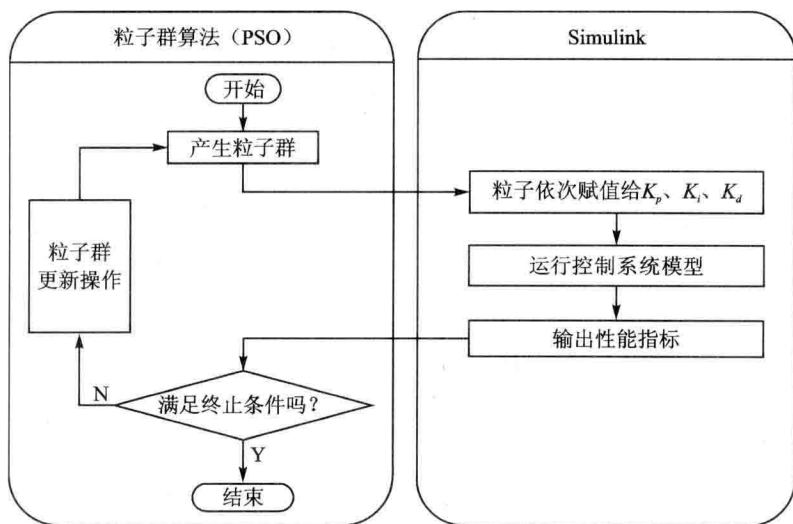 粒子群算法（PSO）
Simulink
开始
产生粒子群
粒子依次赋值给Kp、Ki、Kd
粒子群
更新操作
运行控制系统模型
输出性能指标
满足终止条件吗？
N
Y
结束